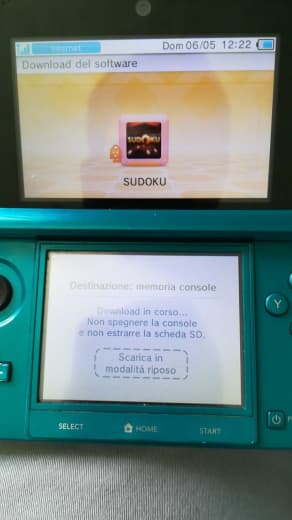 Internet
Dom 06/05 12:22
Download del software
SUDOKU
SUDOKU
Destinazione: memoria console
Download in corso...
Non spegnere la console
e non estrarre la scheda SD.
Scarica in
modalità riposo
Y
SELECT
HOME
START
P